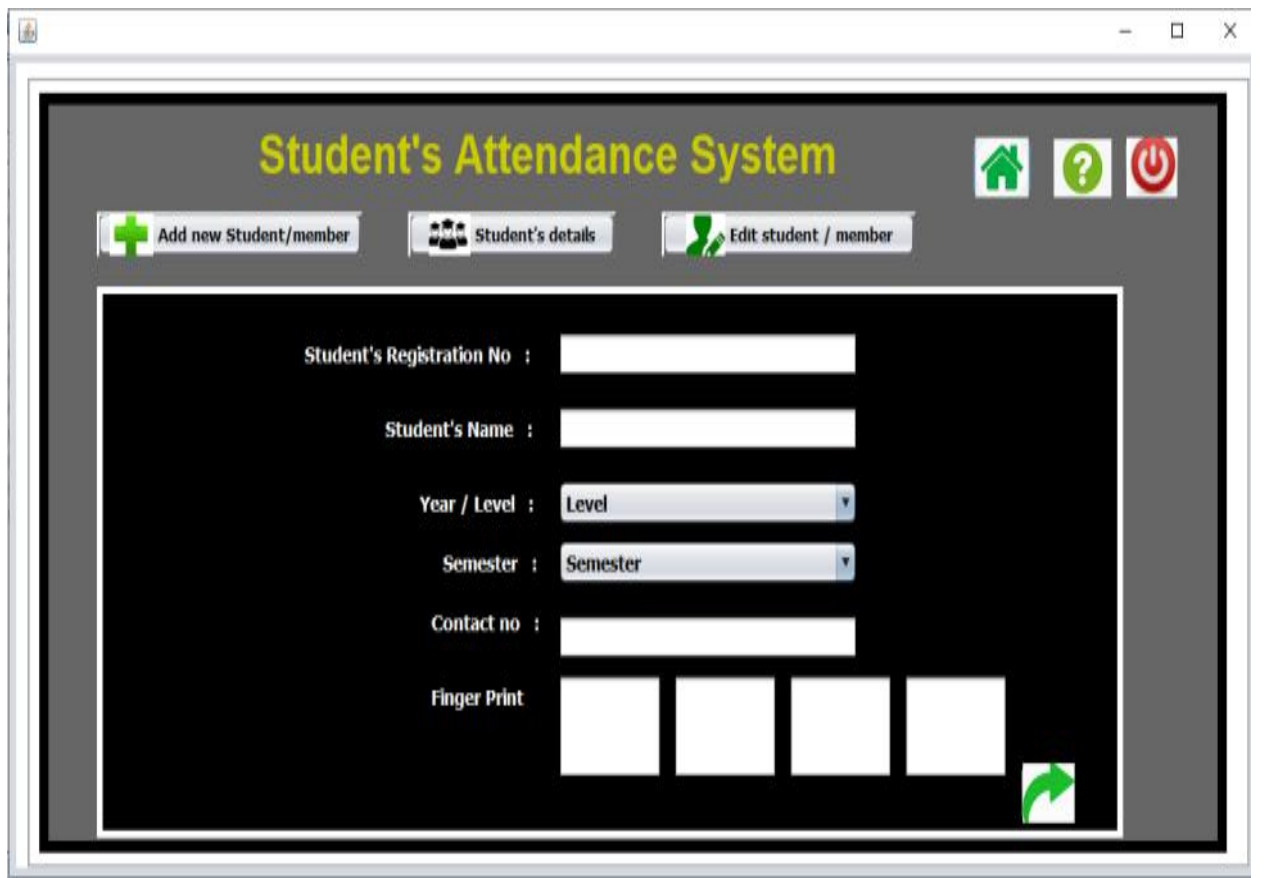 Student's Attendance System
?
Add new Student/member
Student's details
Edit student / member
Student's Registration No :
Student's Name :
Year / Level : Level
Semester : Semester
Contact no :
Finger Print